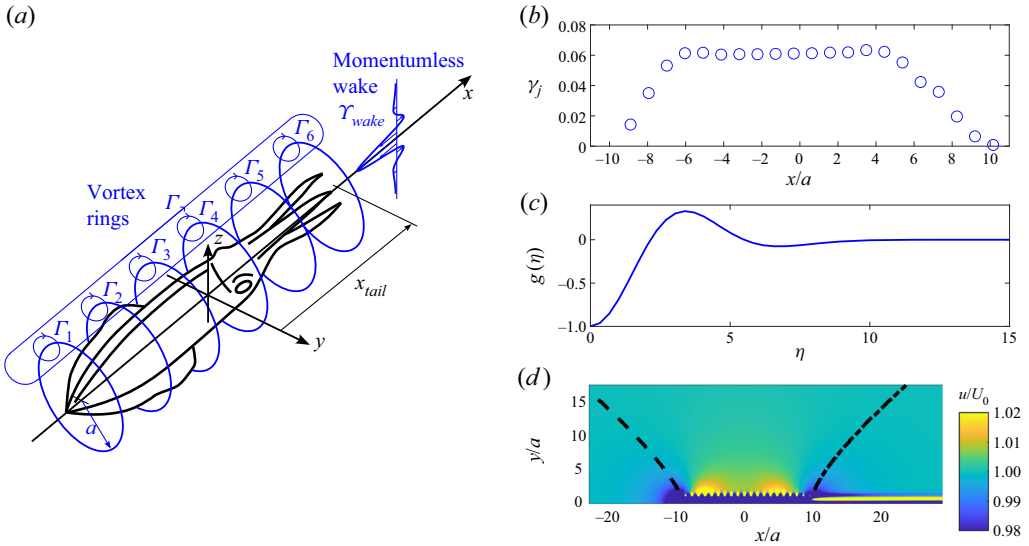 (a)
Momentumless
wake
ϒwake
x
Γ6
Γ5
Vortex
rings
Γ4
Γ3
z
Γ2
Γ1
xtail
y
a
(b)
0.08
0.06
γj
0.04
0.02
0
−10 −8 −6 −4 −2 0 2 4 6 8 10
x/a
(c)
0
g(η)
−0.5
−1.0
0 5 10 15
η
(d)
u/U0
15
1.02
10
1.01
y/a
1.00
5
0.99
0
0.98
−20 −10 0 10 20
x/a